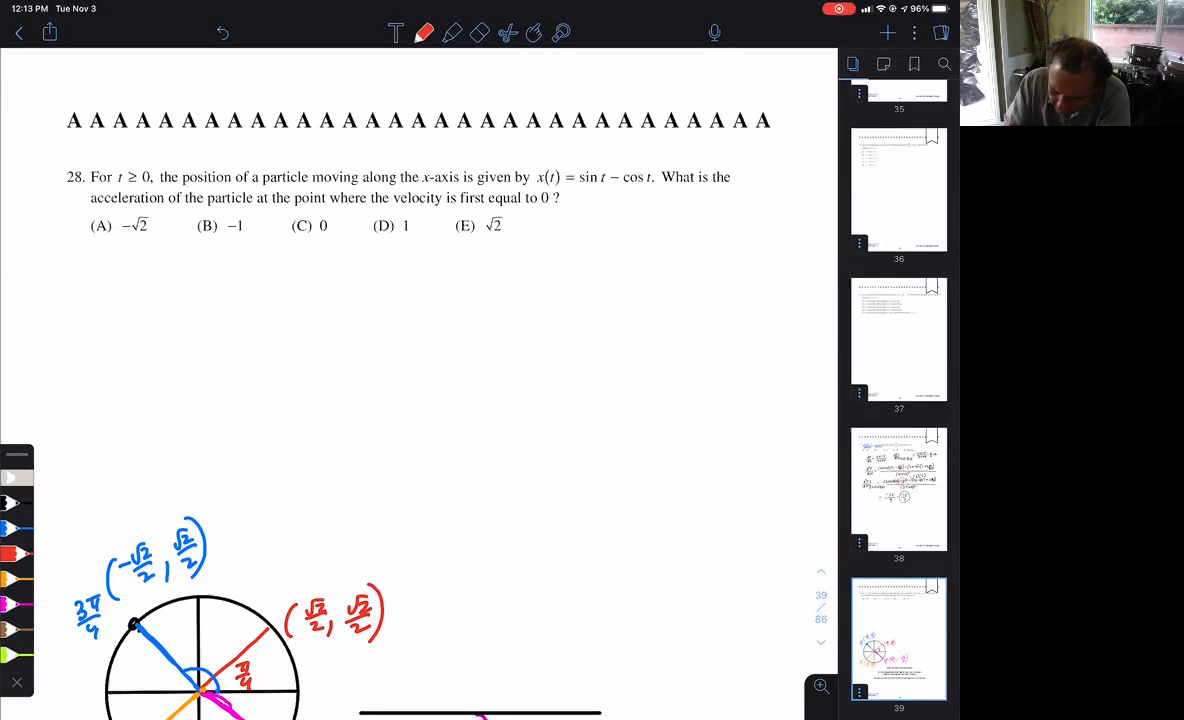 12:13 PM Tue Nov 3
96%
A A A A A A A A A A A A A A A A A A A A A A A A A A A A A A A
28. For t ≥ 0, the position of a particle moving along the x-axis is given by x(t) = sin t − cos t. What is the
acceleration of the particle at the point where the velocity is first equal to 0 ?
(A) −√2 (B) −1 (C) 0 (D) 1 (E) √2
(−√2/2, √2/2)
3π/4
(√2/2, √2/2)
π/4
35
36
37
38
39
/
86
39